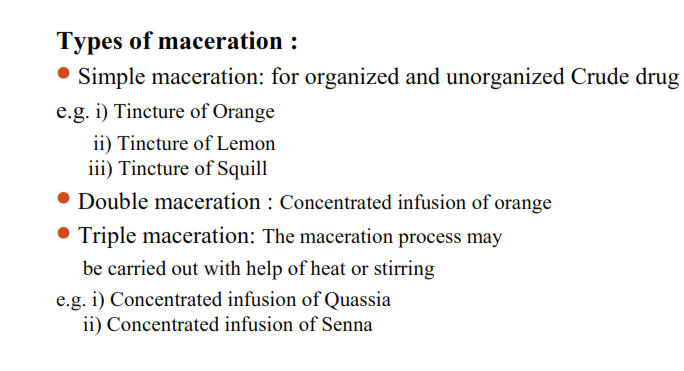 Types of maceration :
• Simple maceration: for organized and unorganized Crude drug
e.g. i) Tincture of Orange
ii) Tincture of Lemon
iii) Tincture of Squill
• Double maceration : Concentrated infusion of orange
• Triple maceration: The maceration process may
be carried out with help of heat or stirring
e.g. i) Concentrated infusion of Quassia
ii) Concentrated infusion of Senna